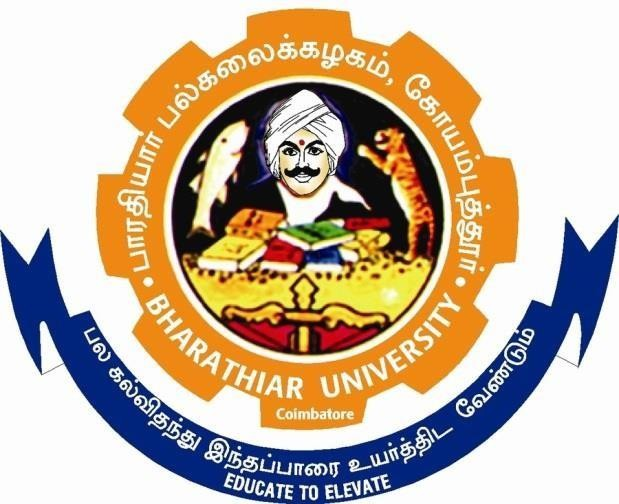 பாரதியார் பல்கலைக்கழகம், கோயம்புத்தூர்
BHARATHIAR UNIVERSITY
Coimbatore
பல கல்விதந்து இந்தப்பாரை உயர்த்திட வேண்டும்
EDUCATE TO ELEVATE